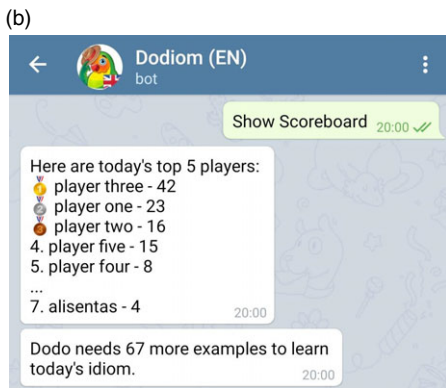 (b)
Dodiom (EN)
bot
Show Scoreboard 20:00
Here are today's top 5 players:
🥇 player three - 42
🥈 player one - 23
🥉 player two - 16
4. player five - 15
5. player four - 8
...
7. alisentas - 4
20:00
Dodo needs 67 more examples to learn
today's idiom.
20:00